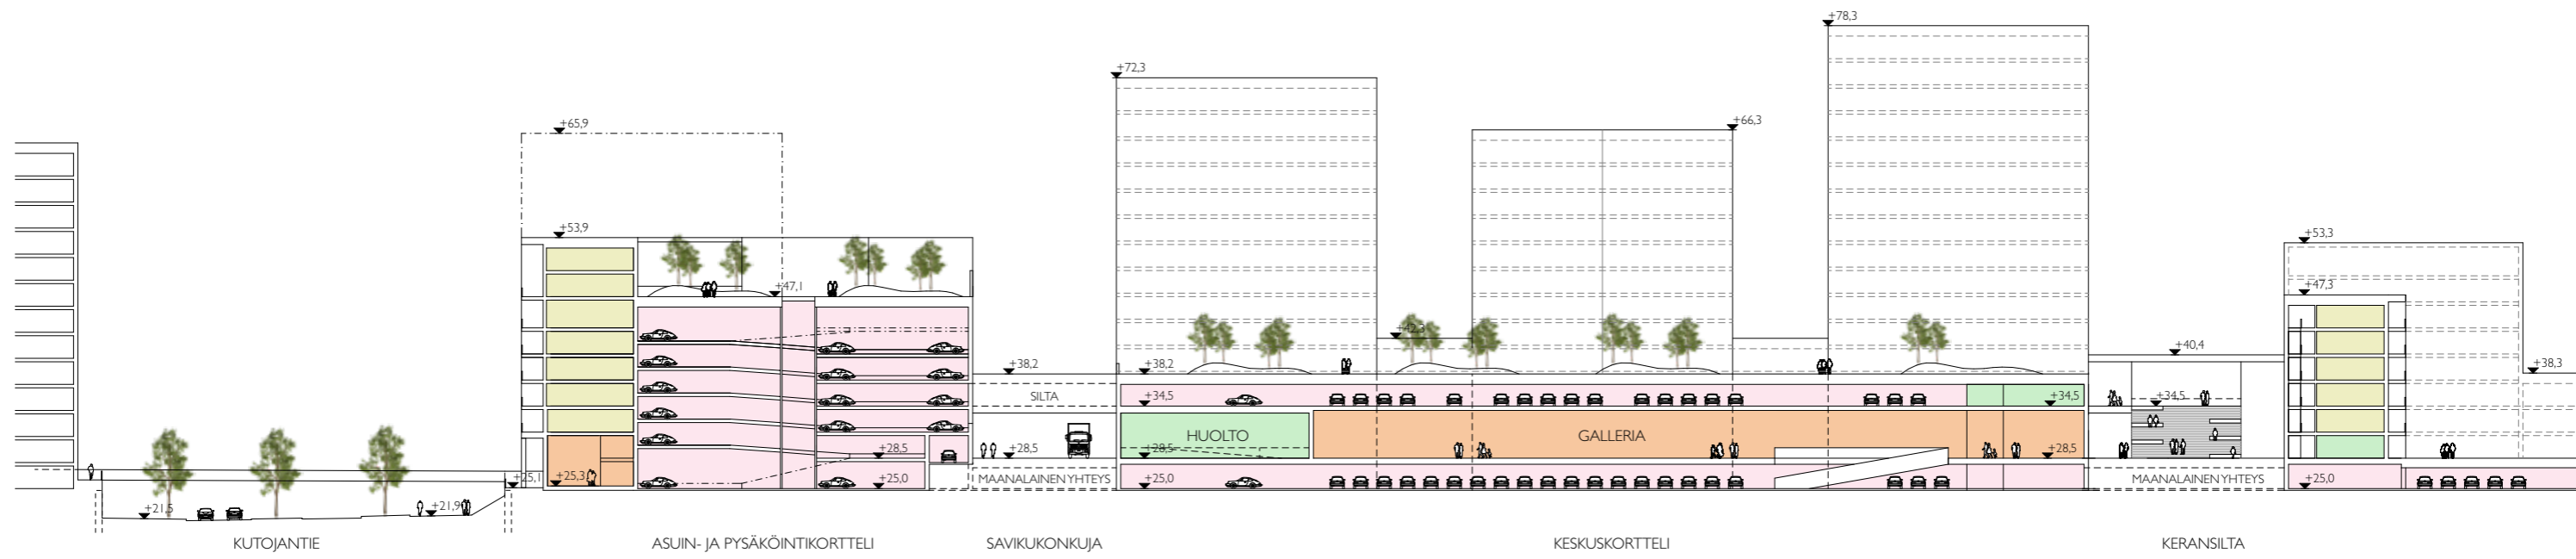 +78,3
+72,3
+65,9
+66,3
+53,9
+53,3
+47,1
+47,3
+42,3
+40,4
+38,2
+38,2
+38,3
SILTA
+34,5
+34,5
+34,5
HUOLTO
GALLERIA
+28,5
+28,5
+28,5
+28,5
+25,1
+25,3
+25,0
MAANALAINEN YHTEYS
+25,0
MAANALAINEN YHTEYS
+25,0
+21,5
+21,9
KUTOJANTIE
ASUIN- JA PYSÄKÖINTIKORTTELI
SAVIKUKONKUJA
KESKUSKORTTELI
KERANSILTA